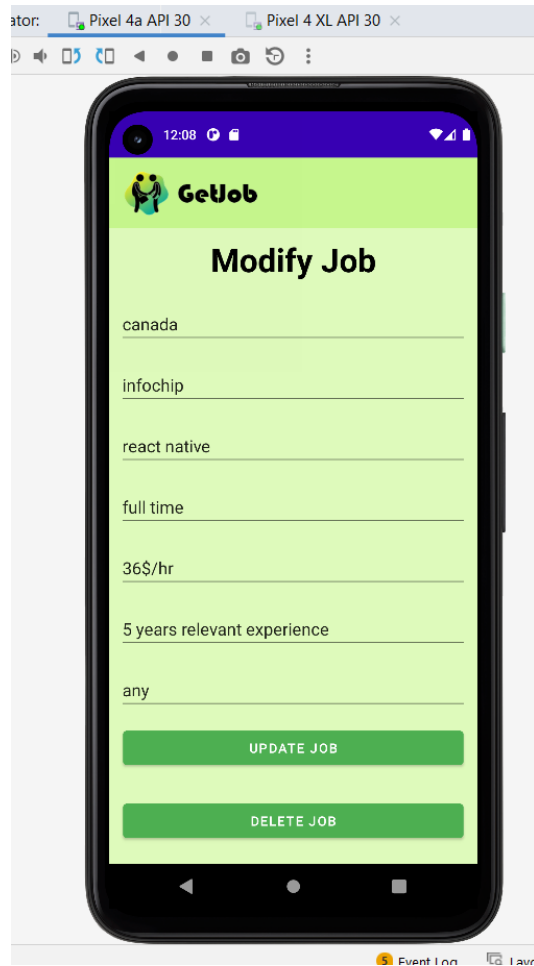 ator: Pixel 4a API 30 Pixel 4 XL API 30
12:08
GetJob
Modify Job
canada
infochip
react native
full time
36$/hr
5 years relevant experience
any
UPDATE JOB
DELETE JOB
5 Event Log Layo